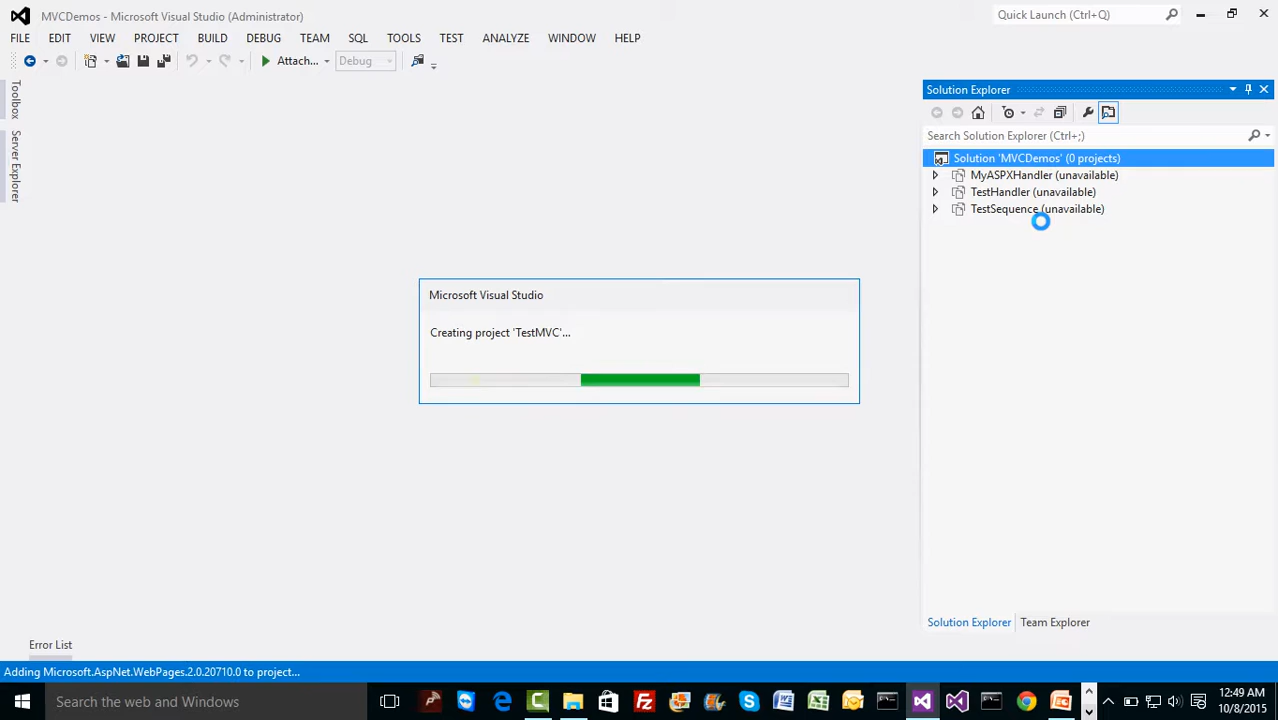 MVCDemos - Microsoft Visual Studio (Administrator)
Quick Launch (Ctrl+Q)
FILE EDIT VIEW PROJECT BUILD DEBUG TEAM SQL TOOLS TEST ANALYZE WINDOW HELP
Attach... Debug
Toolbox
Server Explorer
Solution Explorer
Search Solution Explorer (Ctrl+;)
Solution 'MVCDemos' (0 projects)
MyASPXHandler (unavailable)
TestHandler (unavailable)
TestSequence (unavailable)
Microsoft Visual Studio
Creating project 'TestMVC'...
Solution Explorer Team Explorer
Error List
Adding Microsoft.AspNet.WebPages.2.0.20710.0 to project...
Search the web and Windows
12:49 AM
10/8/2015